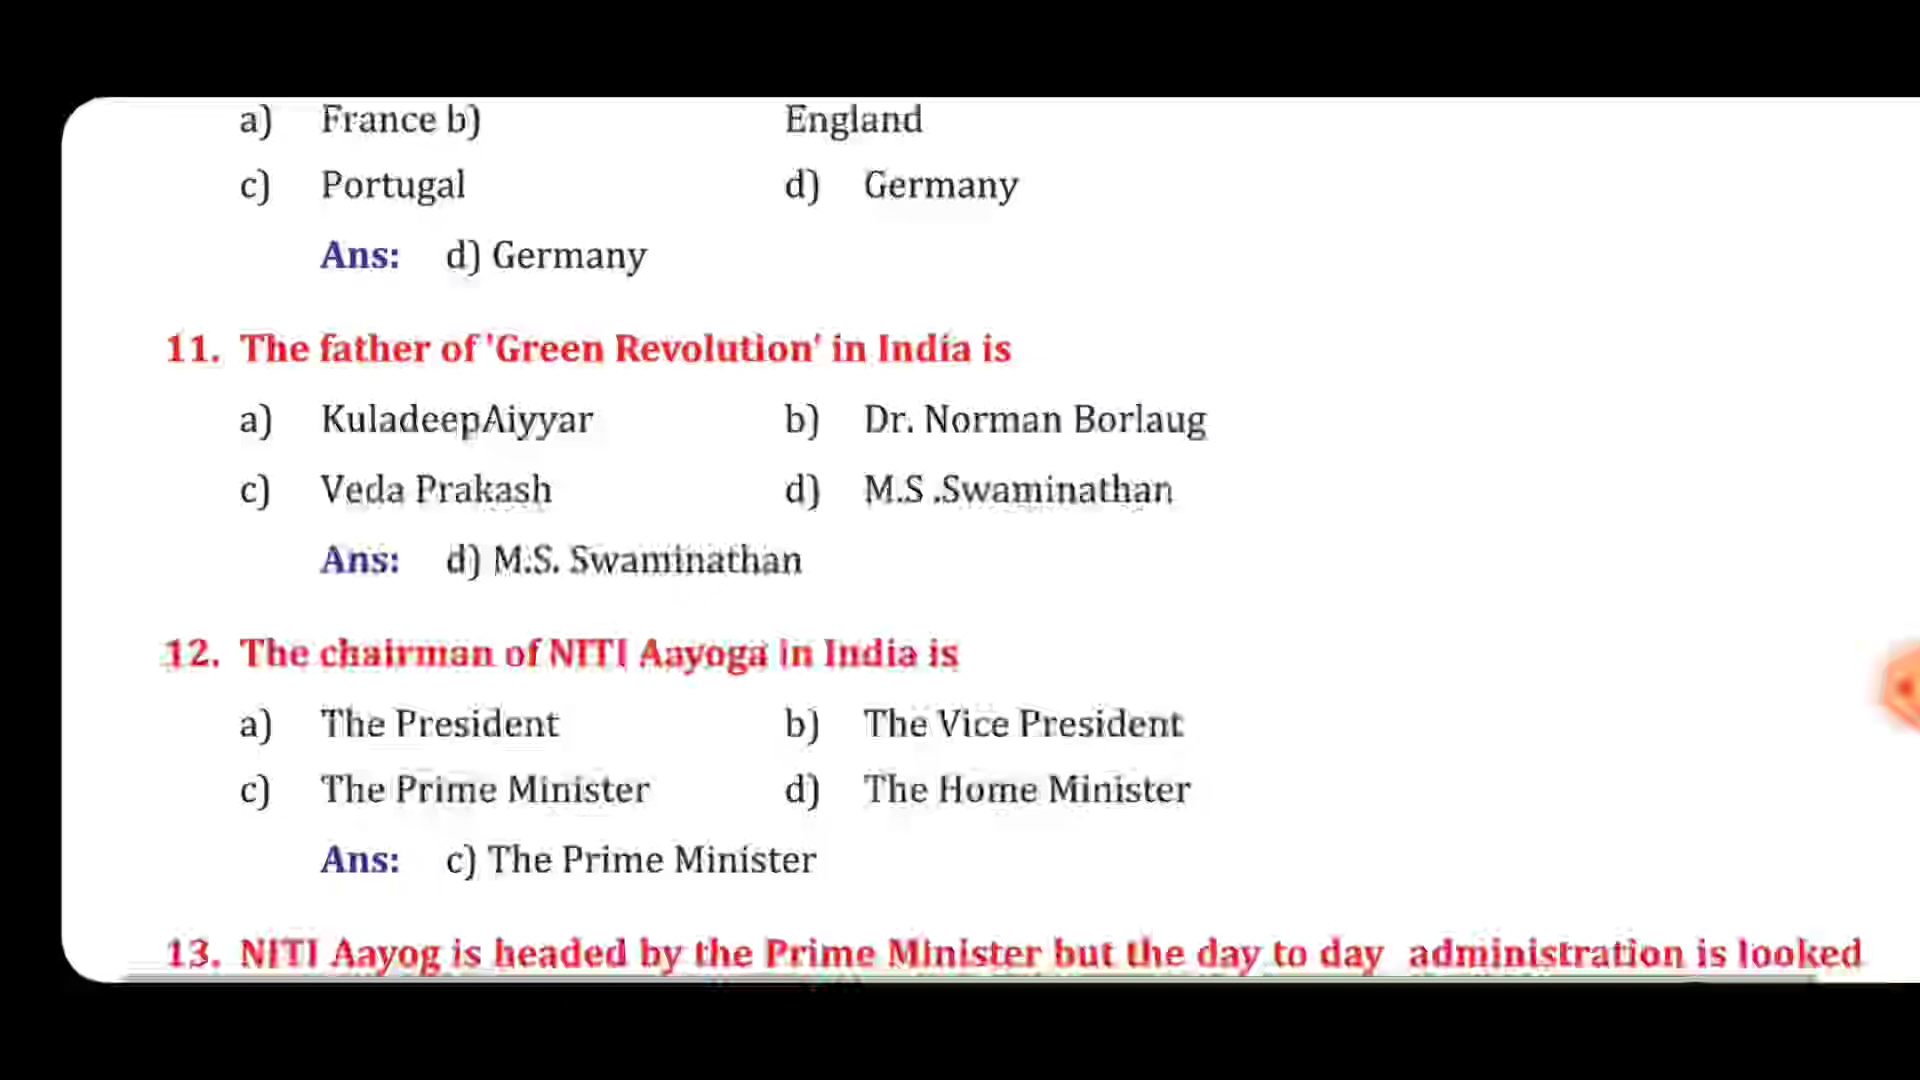 a) France b) England
c) Portugal d) Germany
Ans: d) Germany
11. The father of 'Green Revolution' in India is
a) KuladeepAiyyar b) Dr. Norman Borlaug
c) Veda Prakash d) M.S .Swaminathan
Ans: d) M.S. Swaminathan
12. The chairman of NITI Aayoga in India is
a) The President b) The Vice President
c) The Prime Minister d) The Home Minister
Ans: c) The Prime Minister
13. NITI Aayog is headed by the Prime Minister but the day to day administration is looked